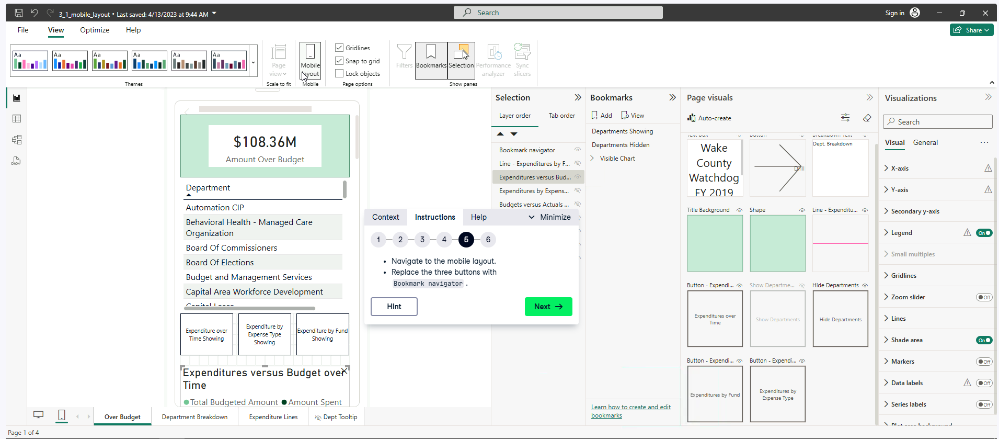 3_1_mobile_layout • Last saved: 4/13/2023 at 9:44 AM
Search
Sign in
File
View
Optimize
Help
Share
Aa
Aa
Aa
Aa
Aa
Aa
Themes
Page
view
Scale to fit
Mobile
layout
Mobile
Gridlines
Snap to grid
Lock objects
Page options
Filters
Bookmarks
Selection
Performance
analyzer
Sync
slicers
Show panes
$108.36M
Amount Over Budget
Department
Automation CIP
Behavioral Health - Managed Care
Organization
Board Of Commissioners
Board Of Elections
Budget and Management Services
Capital Area Workforce Development
Capital Lease
Expenditure over
Time Showing
Expenditure by
Expense Type
Showing
Expenditure by Fund
Showing
Expenditures versus Budget over
Time
Total Budgeted Amount
Amount Spent
Selection
Layer order
Tab order
Bookmark navigator
Line - Expenditures by F...
Expenditures versus Bud...
Expenditures by Expens...
Budgets versus Actuals ...
Bookmarks
Add
View
Departments Showing
Departments Hidden
Visible Chart
Learn how to create and edit
bookmarks
Context
Instructions
Help
Minimize
1
2
3
4
5
6
• Navigate to the mobile layout.
• Replace the three buttons with
Bookmark navigator .
Hint
Next
Page visuals
Auto-create
Text box
Button
Breakdown Text
Wake
County
Watchdog
FY 2019
Drill
Dept. Breakdown
Title Background
Shape
Line - Expenditu...
Button - Expendi...
Show Departme...
Hide Departments
Expenditures over
Time
Show Departments
Hide Departments
Button - Expendi...
Button - Expendi...
Expenditures by Fund
Expenditures by
Expense Type
Visualizations
Search
Visual
General
...
X-axis
Y-axis
Secondary y-axis
Legend
On
Small multiples
Gridlines
Zoom slider
Off
Lines
Shade area
On
Markers
Off
Data labels
Off
Series labels
Off
Plot area background
Over Budget
Department Breakdown
Expenditure Lines
Dept Tooltip
Page 1 of 4